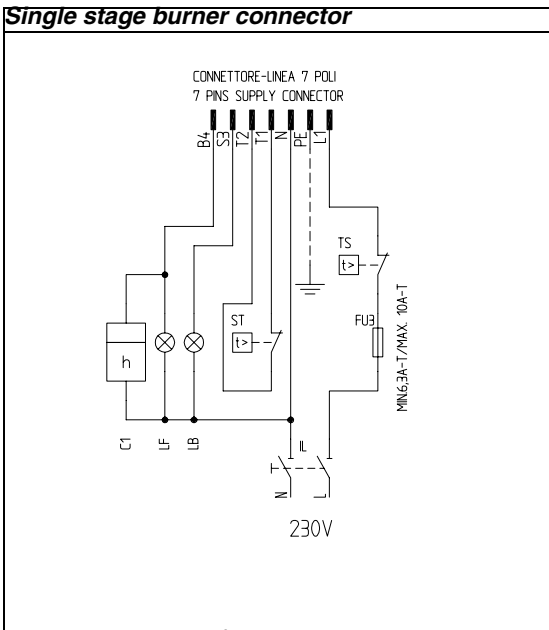 Single stage burner connector
CONNETTORE-LINEA 7 POLI
7 PINS SUPPLY CONNECTOR
B4
S3
T2
T1
N
PE
L1
TS
t>
ST
t>
FU3
MIN.6,3A-T/MAX. 10A-T
h
C1
LF
LB
IL
N
L
230V